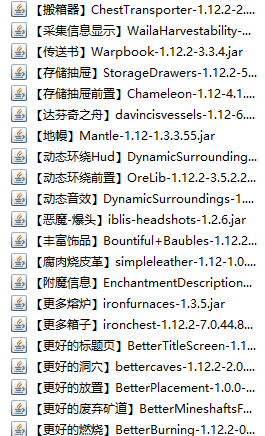 【搬箱器】ChestTransporter-1.12.2-2....
【采集信息显示】WailaHarvestability-...
【传送书】Warpbook-1.12.2-3.3.4.jar
【存储抽屉】StorageDrawers-1.12.2-5...
【存储抽屉前置】Chameleon-1.12-4.1....
【达芬奇之舟】davincisvessels-1.12-6....
【地幔】Mantle-1.12-1.3.3.55.jar
【动态环绕Hud】DynamicSurrounding...
【动态环绕前置】OreLib-1.12.2-3.5.2.2...
【动态音效】DynamicSurroundings-1....
【恶魔-爆头】iblis-headshots-1.2.6.jar
【丰富饰品】Bountiful+Baubles-1.12.2...
【腐肉烧皮革】simpleleather-1.12-1.0....
【附魔信息】EnchantmentDescription...
【更多熔炉】ironfurnaces-1.3.5.jar
【更多箱子】ironchest-1.12.2-7.0.44.8...
【更好的标题页】BetterTitleScreen-1.1...
【更好的洞穴】bettercaves-1.12.2-2.0....
【更好的放置】BetterPlacement-1.0.0-...
【更好的废弃矿道】BetterMineshaftsF...
【更好的燃烧】BetterBurning-1.12.2-0...